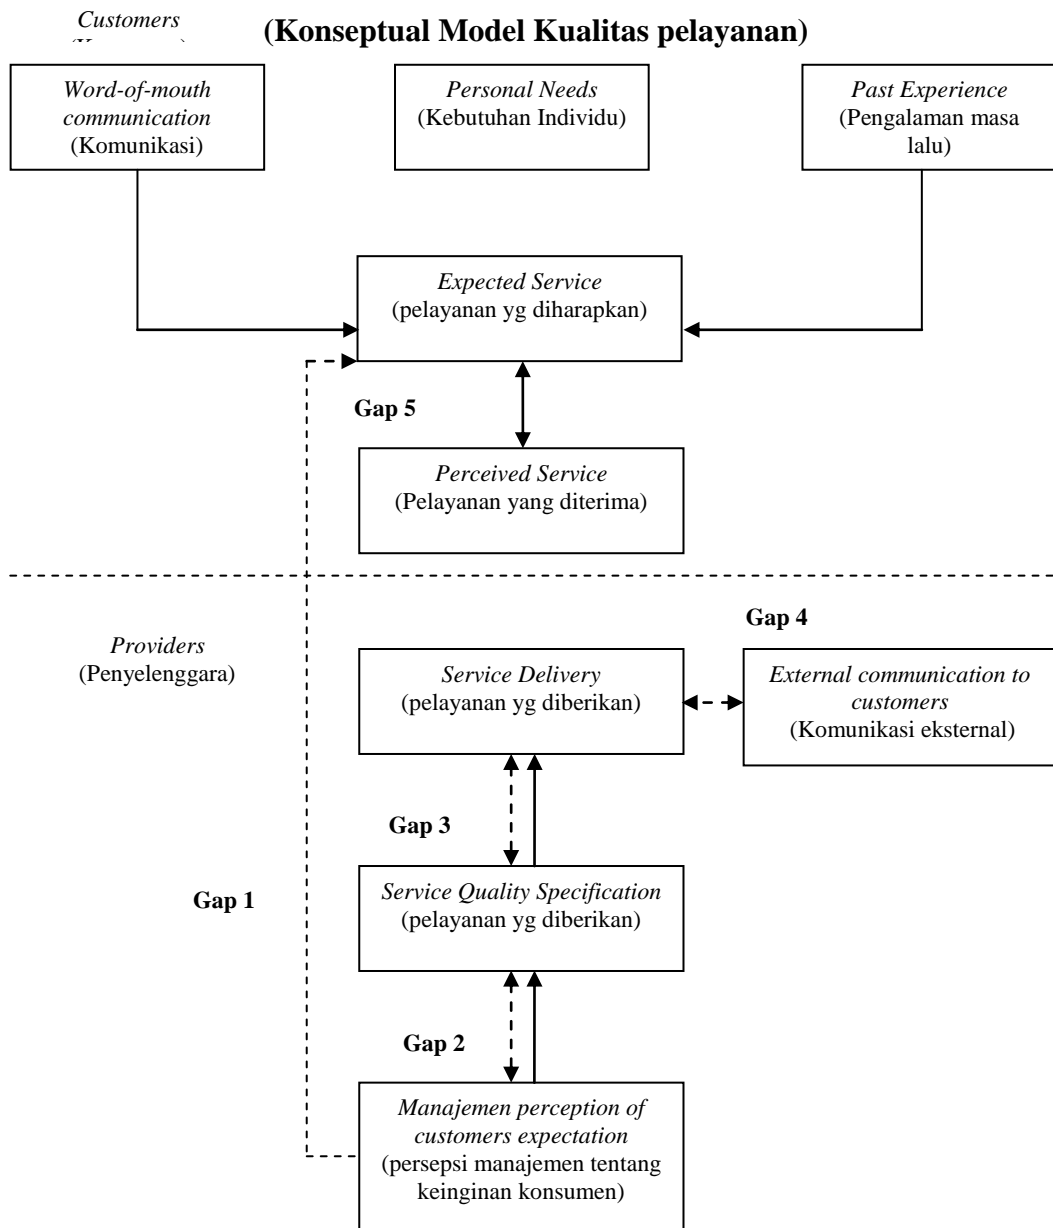 Customers
(Konseptual Model Kualitas pelayanan)
Word-of-mouth
communication
(Komunikasi)
Personal Needs
(Kebutuhan Individu)
Past Experience
(Pengalaman masa
lalu)
Expected Service
(pelayanan yg diharapkan)
Gap 5
Perceived Service
(Pelayanan yang diterima)
Providers
(Penyelenggara)
Gap 4
Service Delivery
(pelayanan yg diberikan)
External communication to
customers
(Komunikasi eksternal)
Gap 3
Service Quality Specification
(pelayanan yg diberikan)
Gap 1
Gap 2
Manajemen perception of
customers expectation
(persepsi manajemen tentang
keinginan konsumen)